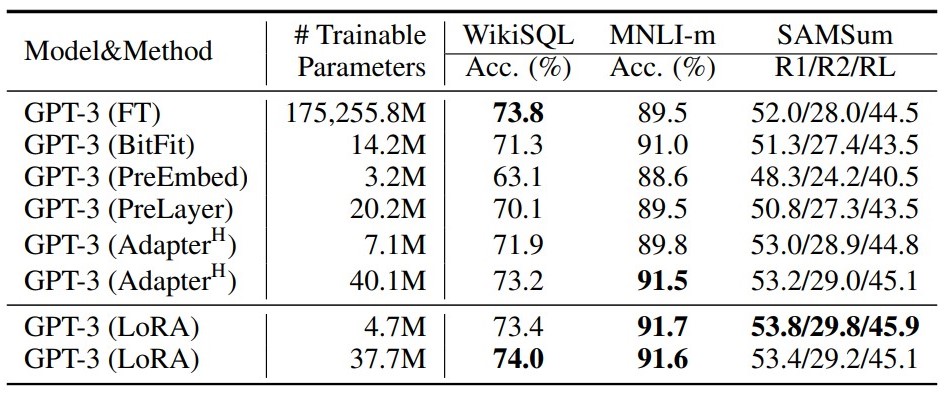 Model&Method # Trainable Parameters WikiSQL MNLI-m SAMSum
Acc. (%) Acc. (%) R1/R2/RL
GPT-3 (FT) 175,255.8M 73.8 89.5 52.0/28.0/44.5
GPT-3 (BitFit) 14.2M 71.3 91.0 51.3/27.4/43.5
GPT-3 (PreEmbed) 3.2M 63.1 88.6 48.3/24.2/40.5
GPT-3 (PreLayer) 20.2M 70.1 89.5 50.8/27.3/43.5
GPT-3 (Adapterᴴ) 7.1M 71.9 89.8 53.0/28.9/44.8
GPT-3 (Adapterᴴ) 40.1M 73.2 91.5 53.2/29.0/45.1
GPT-3 (LoRA) 4.7M 73.4 91.7 53.8/29.8/45.9
GPT-3 (LoRA) 37.7M 74.0 91.6 53.4/29.2/45.1